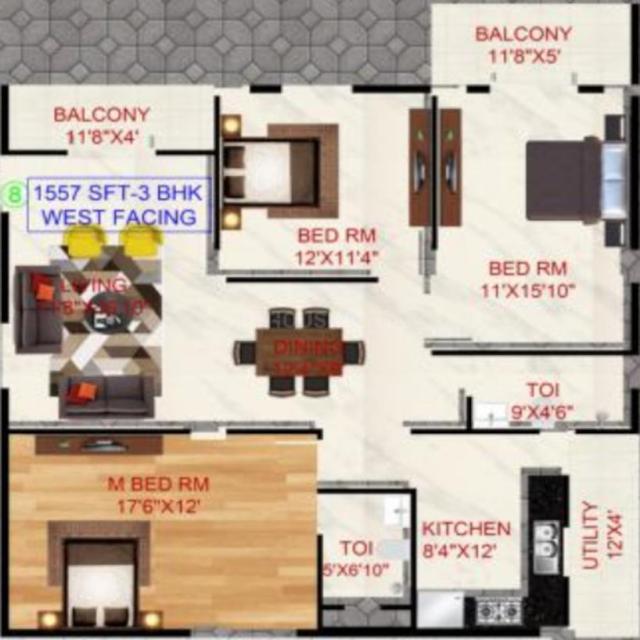 BALCONY
11'8"X5'
BALCONY
11'8"X4'
8
1557 SFT-3 BHK
WEST FACING
BED RM
12'X11'4"
BED RM
11'X15'10"
LIVING
DINING
TOI
9'X4'6"
M BED RM
17'6"X12'
TOI
5'X6'10"
KITCHEN
8'4"X12'
UTILITY
12'X4'